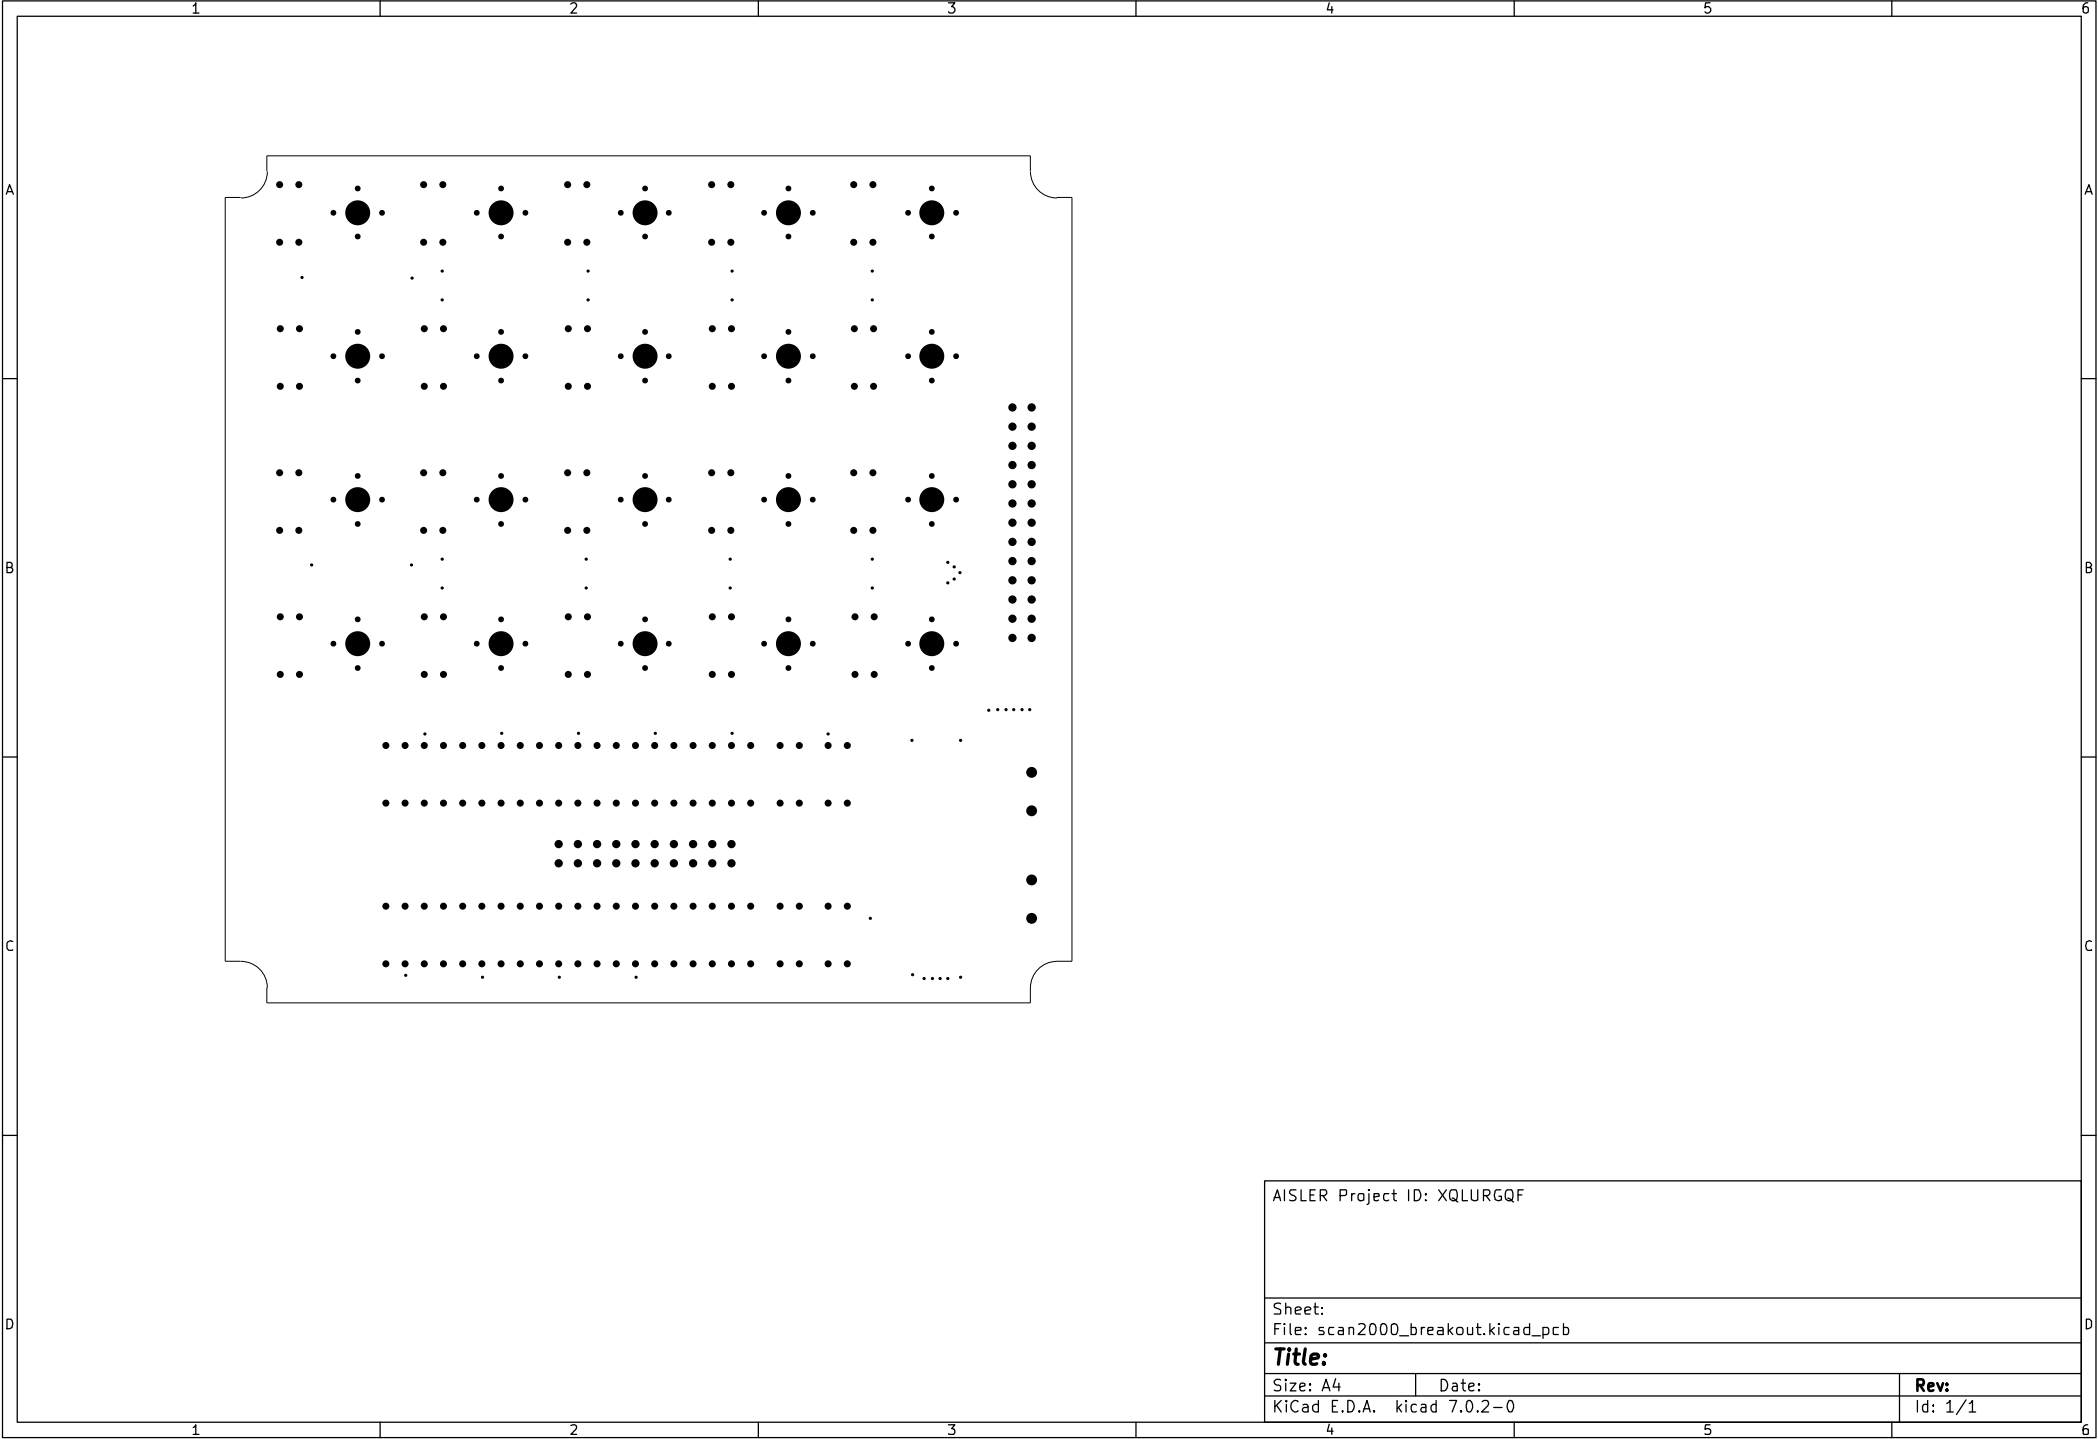 1 2 3 4 5 6
A A
B B
C C
D D
AISLER Project ID: XQLURGQF
Sheet:
File: scan2000_breakout.kicad_pcb
Title:
Size: A4 Date: Rev:
KiCad E.D.A. kicad 7.0.2-0 Id: 1/1
1 2 3 4 5 6